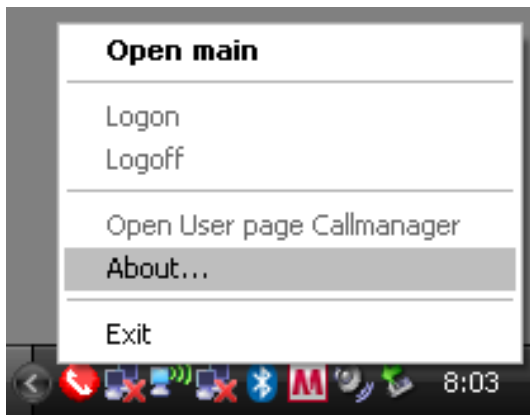 Open main
Logon
Logoff
Open User page Callmanager
About...
Exit
8:03